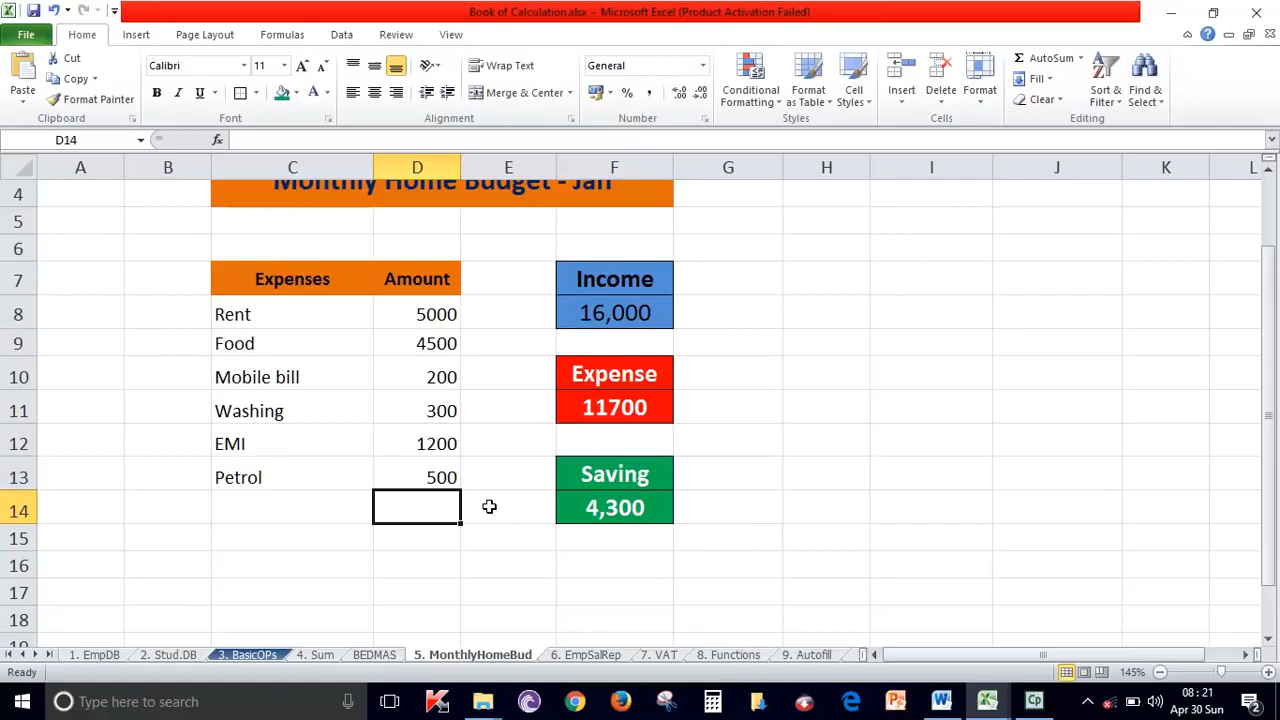 Book of Calculation.xlsx - Microsoft Excel (Product Activation Failed)
File Home Insert Page Layout Formulas Data Review View
Paste
Cut
Copy
Format Painter
Clipboard
Calibri 11
B I U
A
Font
Wrap Text
Merge & Center
Alignment
General
%
Number
Conditional Formatting
Format as Table
Cell Styles
Styles
Insert
Delete
Format
Cells
Σ AutoSum
Fill
Clear
Sort & Filter
Find & Select
Editing
D14 fx
A B C D E F G H I J K L
4 Monthly Home Budget - Jan
5
6
7 Expenses Amount Income
8 Rent 5000 16,000
9 Food 4500
10 Mobile bill 200 Expense
11 Washing 300 11700
12 EMI 1200
13 Petrol 500 Saving
14 4,300
15
16
17
18
19
1. EmpDB 2. Stud.DB 3. BasicOPs 4. Sum BEDMAS 5. MonthlyHomeBud 6. EmpSalRep 7. VAT 8. Functions 9. Autofill
Ready 145%
Type here to search
08 : 21
Apr 30 Sun
2